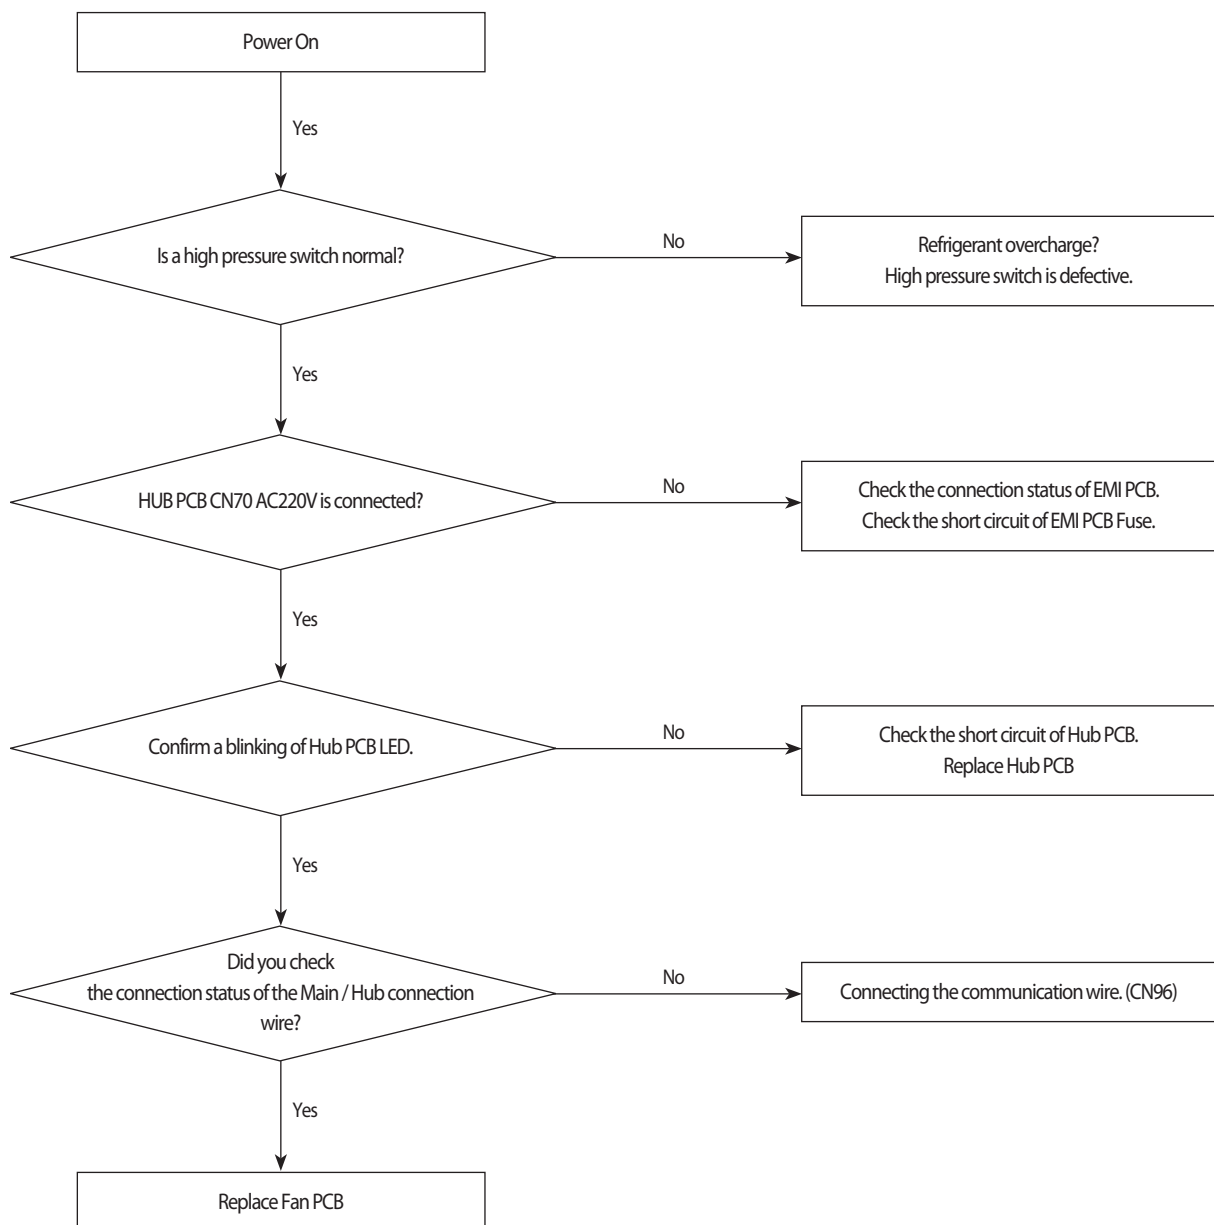 Power On
Yes
Is a high pressure switch normal?
No
Refrigerant overcharge?
High pressure switch is defective.
Yes
HUB PCB CN70 AC220V is connected?
No
Check the connection status of EMI PCB.
Check the short circuit of EMI PCB Fuse.
Yes
Confirm a blinking of Hub PCB LED.
No
Check the short circuit of Hub PCB.
Replace Hub PCB
Yes
Did you check
the connection status of the Main / Hub connection
wire?
No
Connecting the communication wire. (CN96)
Yes
Replace Fan PCB